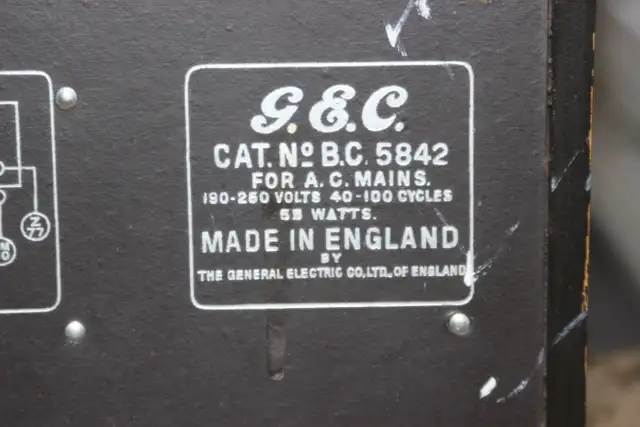 G.E.C.
CAT. Nº B.C. 5842
FOR A.C. MAINS.
190-250 VOLTS 40-100 CYCLES
55 WATTS.
MADE IN ENGLAND
BY
THE GENERAL ELECTRIC CO., LTD., OF ENGLAND
Z
77